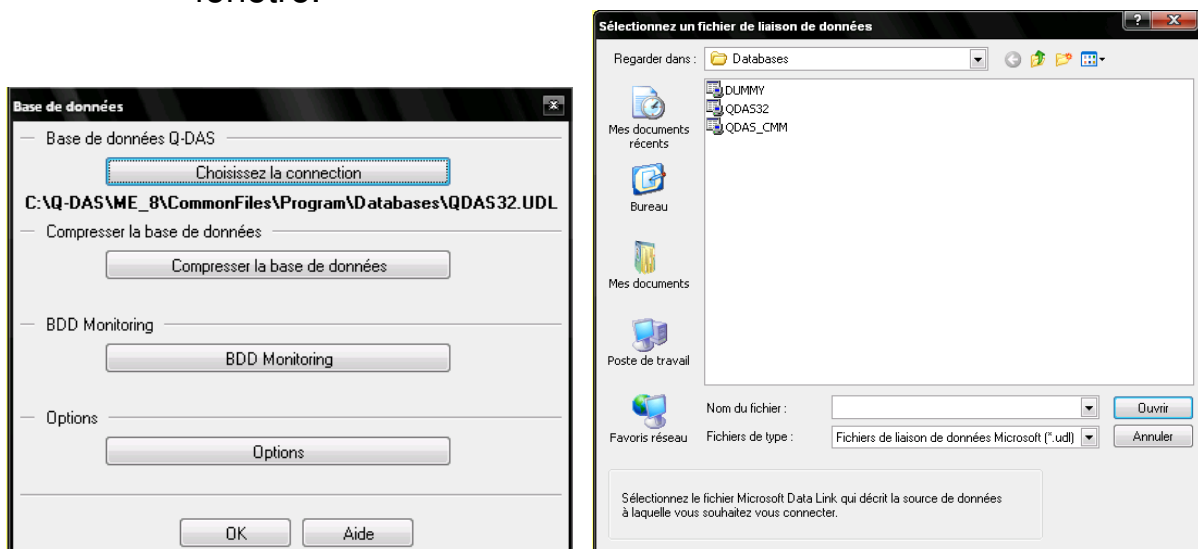 fenêtre.
Base de données
Base de données Q-DAS
Choisissez la connection
C:\Q-DAS\ME_8\CommonFiles\Program\Databases\QDAS32.UDL
Compresser la base de données
Compresser la base de données
BDD Monitoring
BDD Monitoring
Options
Options
OK
Aide
Sélectionnez un fichier de liaison de données
Regarder dans :
Databases
DUMMY
QDAS32
QDAS_CMM
Mes documents
récents
Bureau
Mes documents
Poste de travail
Favoris réseau
Nom du fichier :
Ouvrir
Fichiers de type :
Fichiers de liaison de données Microsoft (*.udl)
Annuler
Sélectionnez le fichier Microsoft Data Link qui décrit la source de données
à laquelle vous souhaitez vous connecter.